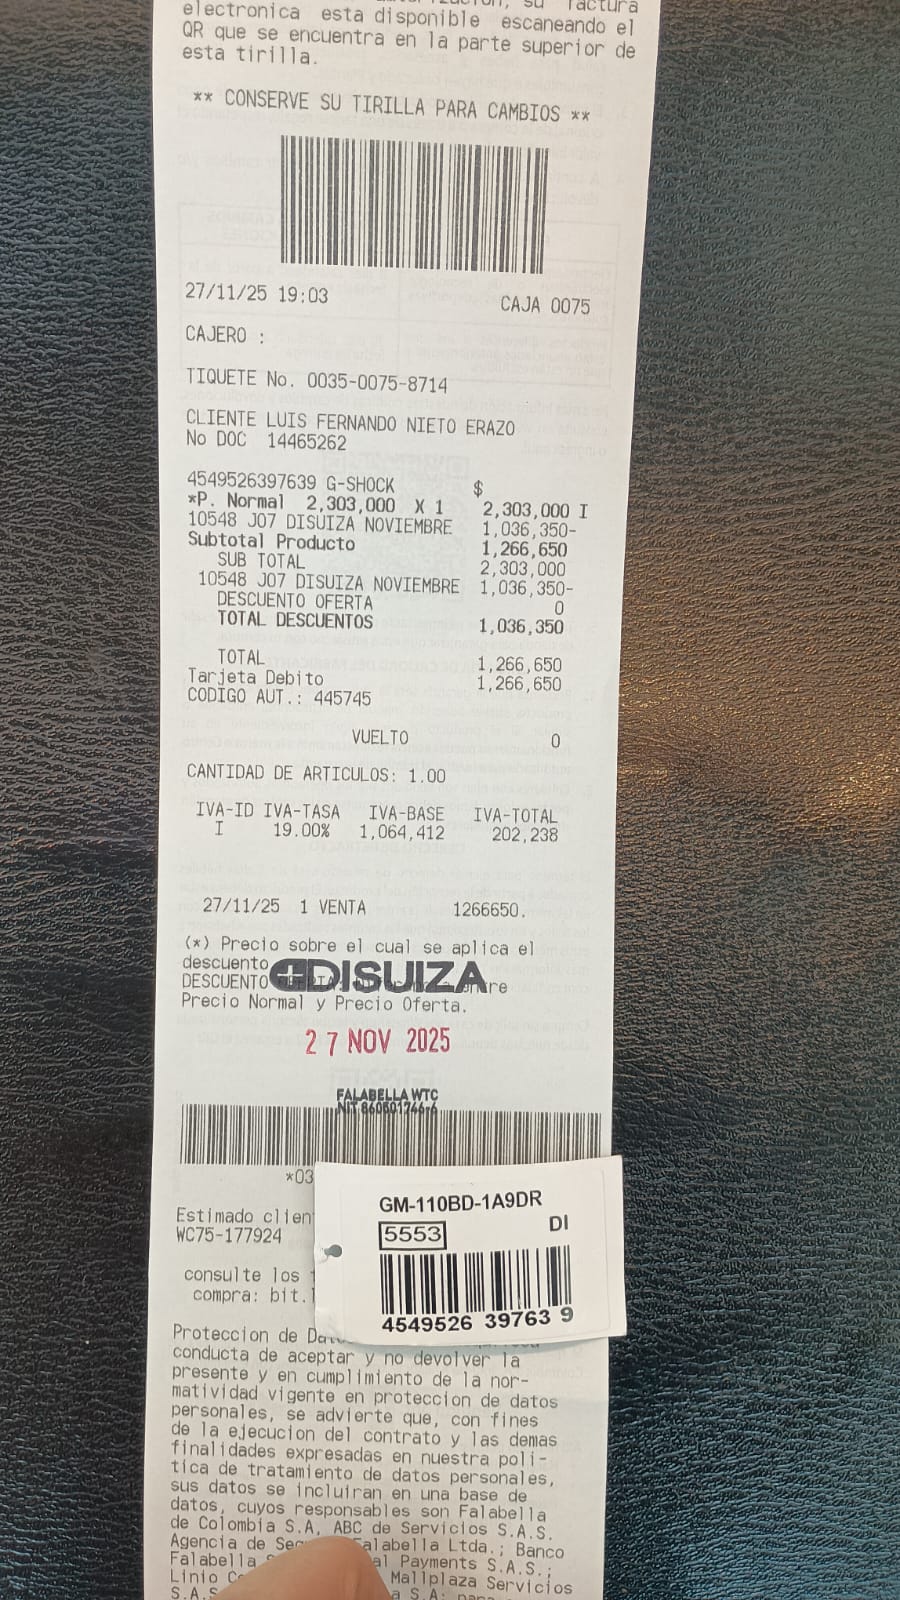 su factura
electronica esta disponible escaneando el
QR que se encuentra en la parte superior de
esta tirilla.
** CONSERVE SU TIRILLA PARA CAMBIOS **
27/11/25 19:03
CAJA 0075
CAJERO :
TIQUETE No. 0035-0075-8714
CLIENTE LUIS FERNANDO NIETO ERAZO
No DOC 14465262
4549526397639 G-SHOCK $
*P. Normal 2,303,000 X 1 2,303,000 I
10548 J07 DISUIZA NOVIEMBRE 1,036,350-
Subtotal Producto 1,266,650
SUB TOTAL 2,303,000
10548 J07 DISUIZA NOVIEMBRE 1,036,350-
DESCUENTO OFERTA 0
TOTAL DESCUENTOS 1,036,350
TOTAL 1,266,650
Tarjeta Debito 1,266,650
CODIGO AUT.: 445745
VUELTO 0
CANTIDAD DE ARTICULOS: 1.00
IVA-ID IVA-TASA IVA-BASE IVA-TOTAL
I 19.00% 1,064,412 202,238
27/11/25 1 VENTA 1266650.
(*) Precio sobre el cual se aplica el
descuento
DISUIZA
DESCUENTO
Precio Normal y Precio Oferta.
27 NOV 2025
FALABELLA WTC
NIT 860501746-6
*03
GM-110BD-1A9DR
5553 DI
4549526 39763 9
Estimado clien
WC75-177924
consulte los
compra: bit.
Proteccion de
conducta de aceptar y no devolver la
presente y en cumplimiento de la nor-
matividad vigente en proteccion de datos
personales, se advierte que, con fines
de la ejecucion del contrato y las demas
finalidades expresadas en nuestra poli-
tica de tratamiento de datos personales,
sus datos se incluiran en una base de
datos, cuyos responsables son Falabella
de Colombia S.A, ABC de Servicios S.A.S.
Agencia de Se Falabella Ltda.; Banco
Falabella Payments S.A.S.;
Linio Mallplaza Servicios
S.A.S S.A;